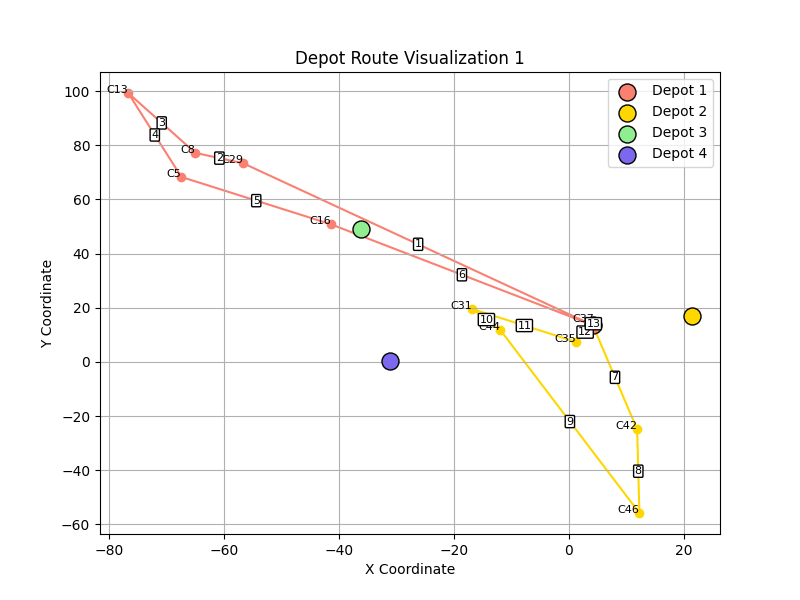 Depot Route Visualization 1
Depot 1
Depot 2
Depot 3
Depot 4
100
80
60
40
20
0
−20
−40
−60
−80
−60
−40
−20
0
20
X Coordinate
Y Coordinate
C13
3
4
C8
2
C29
C5
5
C16
1
6
C31
10
C44
11
C37
13
12
C35
7
9
C42
8
C46